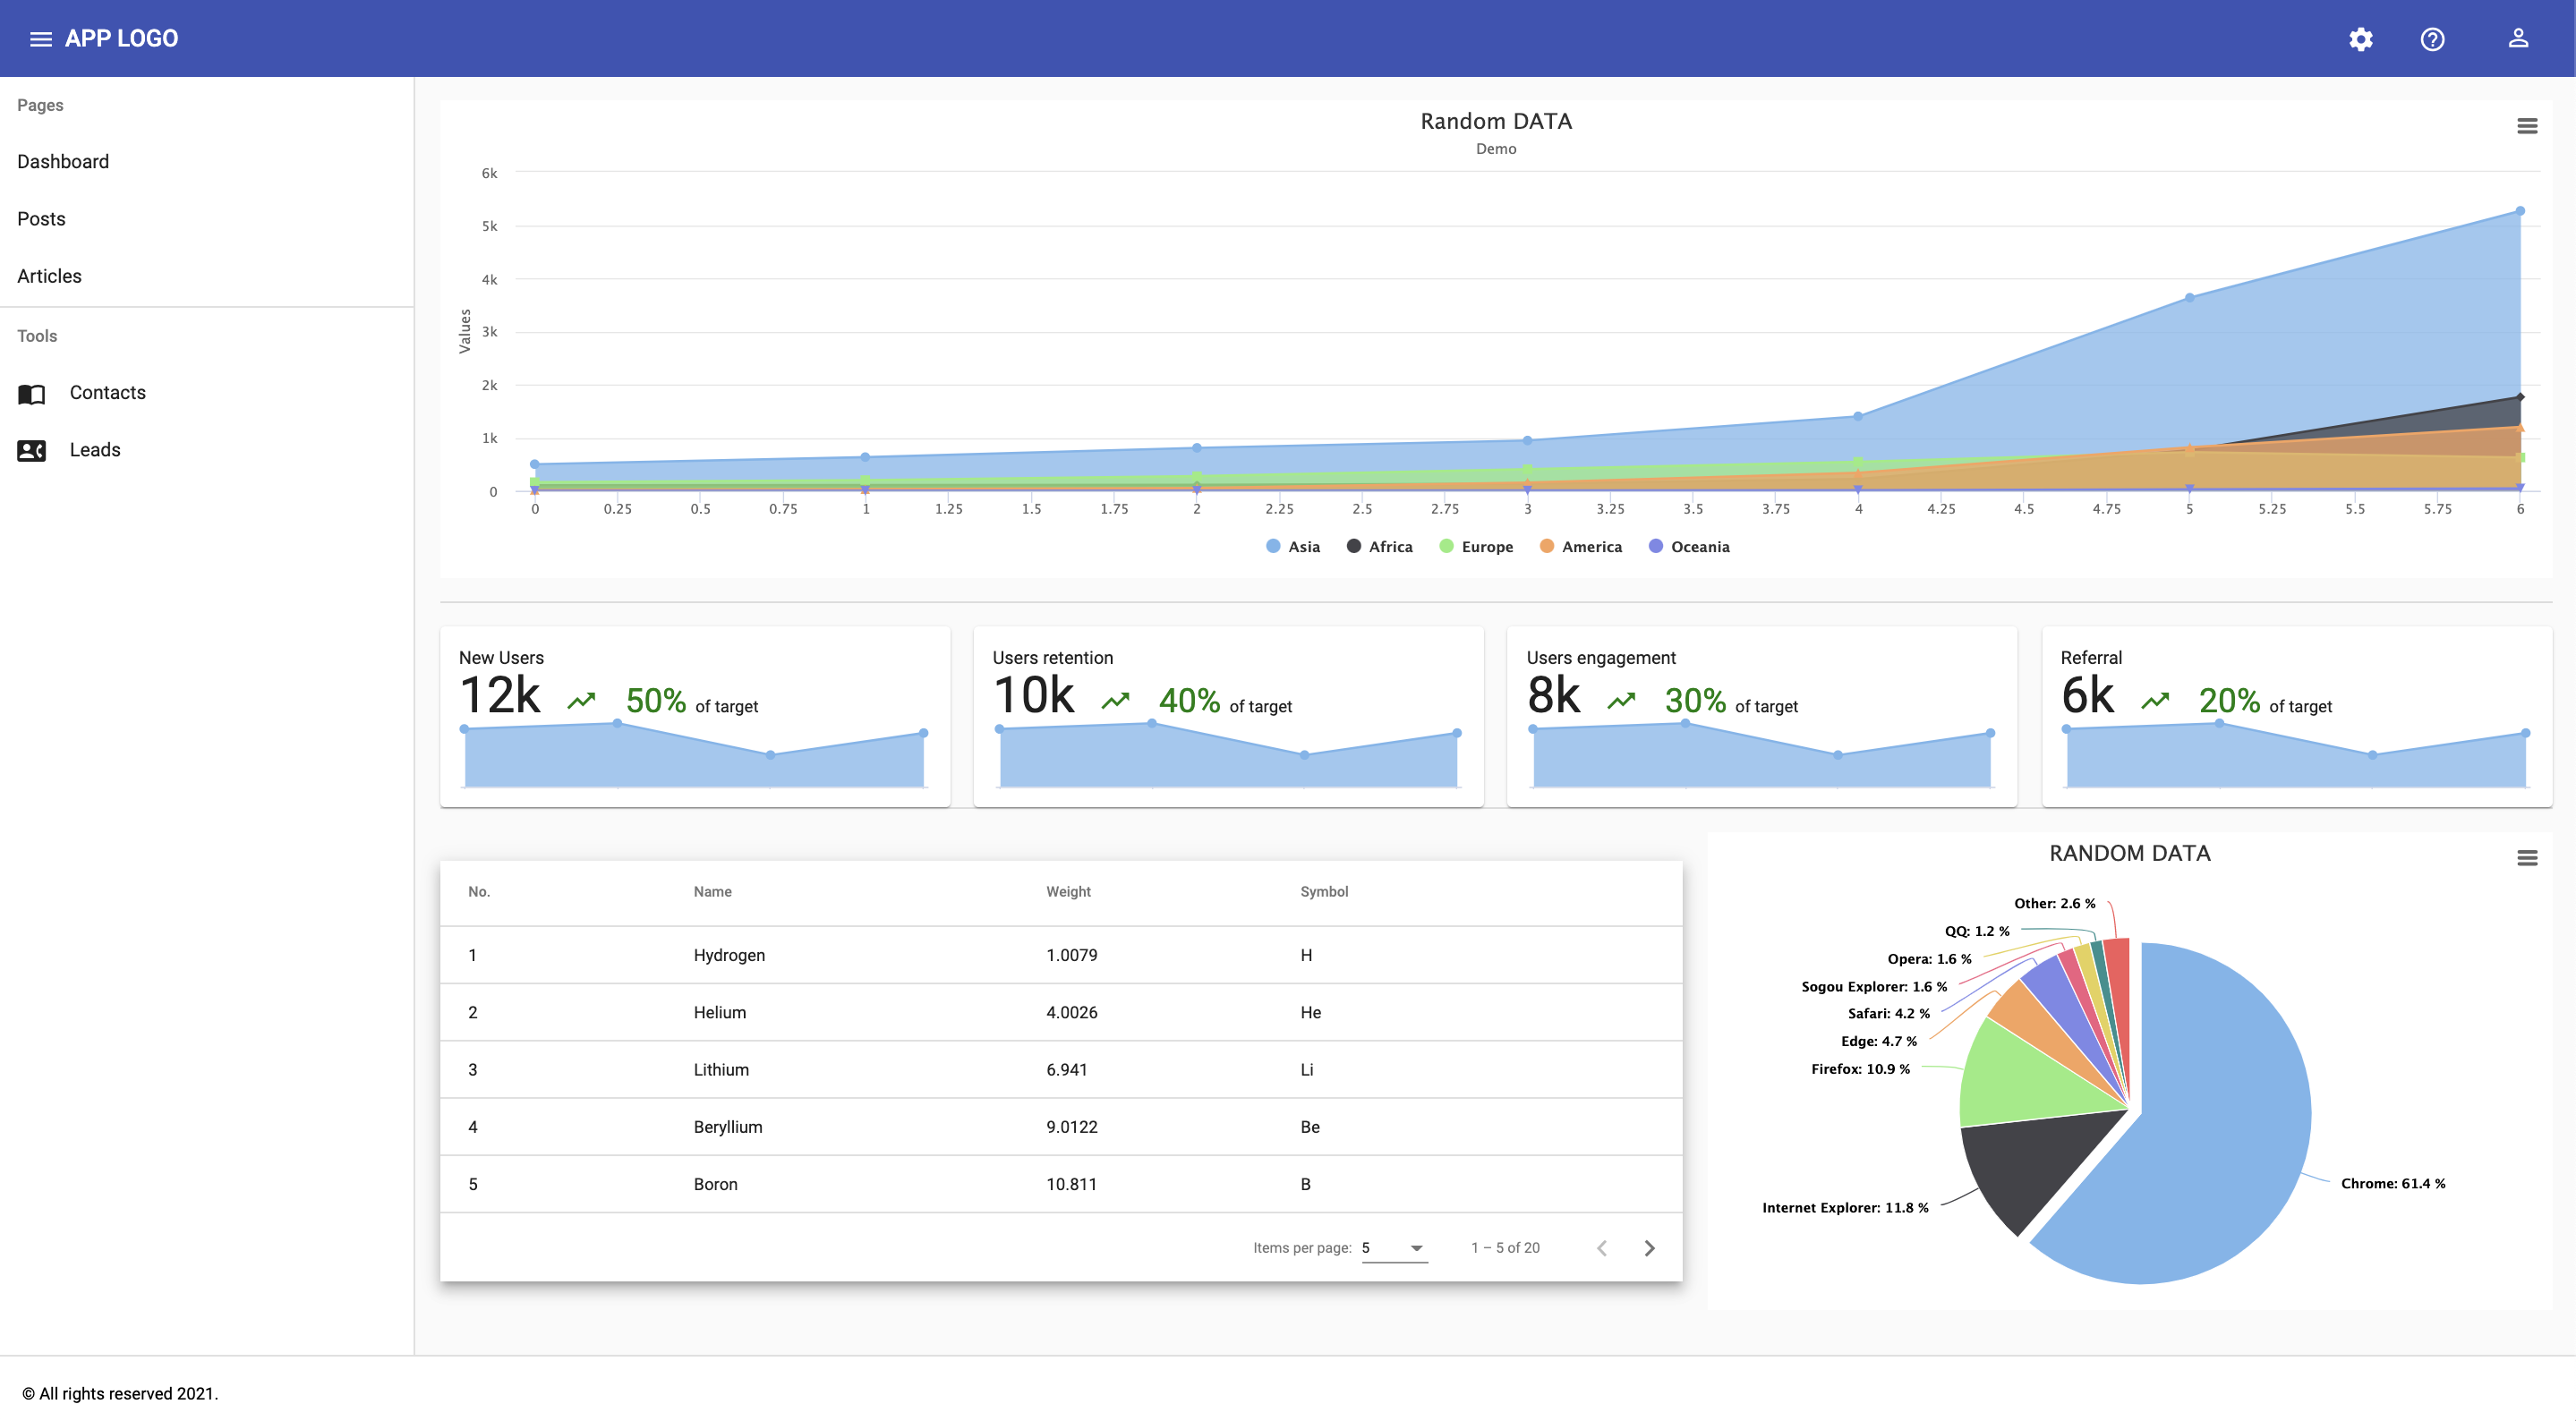 APP LOGO
Pages
Dashboard
Posts
Articles
Tools
Contacts
Leads
Random DATA
Demo
Values
6k
5k
4k
3k
2k
1k
0
0 0.25 0.5 0.75 1 1.25 1.5 1.75 2 2.25 2.5 2.75 3 3.25 3.5 3.75 4 4.25 4.5 4.75 5 5.25 5.5 5.75 6
Asia Africa Europe America Oceania
New Users
12k 50% of target
Users retention
10k 40% of target
Users engagement
8k 30% of target
Referral
6k 20% of target
No. Name Weight Symbol
1 Hydrogen 1.0079 H
2 Helium 4.0026 He
3 Lithium 6.941 Li
4 Beryllium 9.0122 Be
5 Boron 10.811 B
Items per page: 5 1 – 5 of 20
RANDOM DATA
Other: 2.6 %
QQ: 1.2 %
Opera: 1.6 %
Sogou Explorer: 1.6 %
Safari: 4.2 %
Edge: 4.7 %
Firefox: 10.9 %
Chrome: 61.4 %
Internet Explorer: 11.8 %
© All rights reserved 2021.